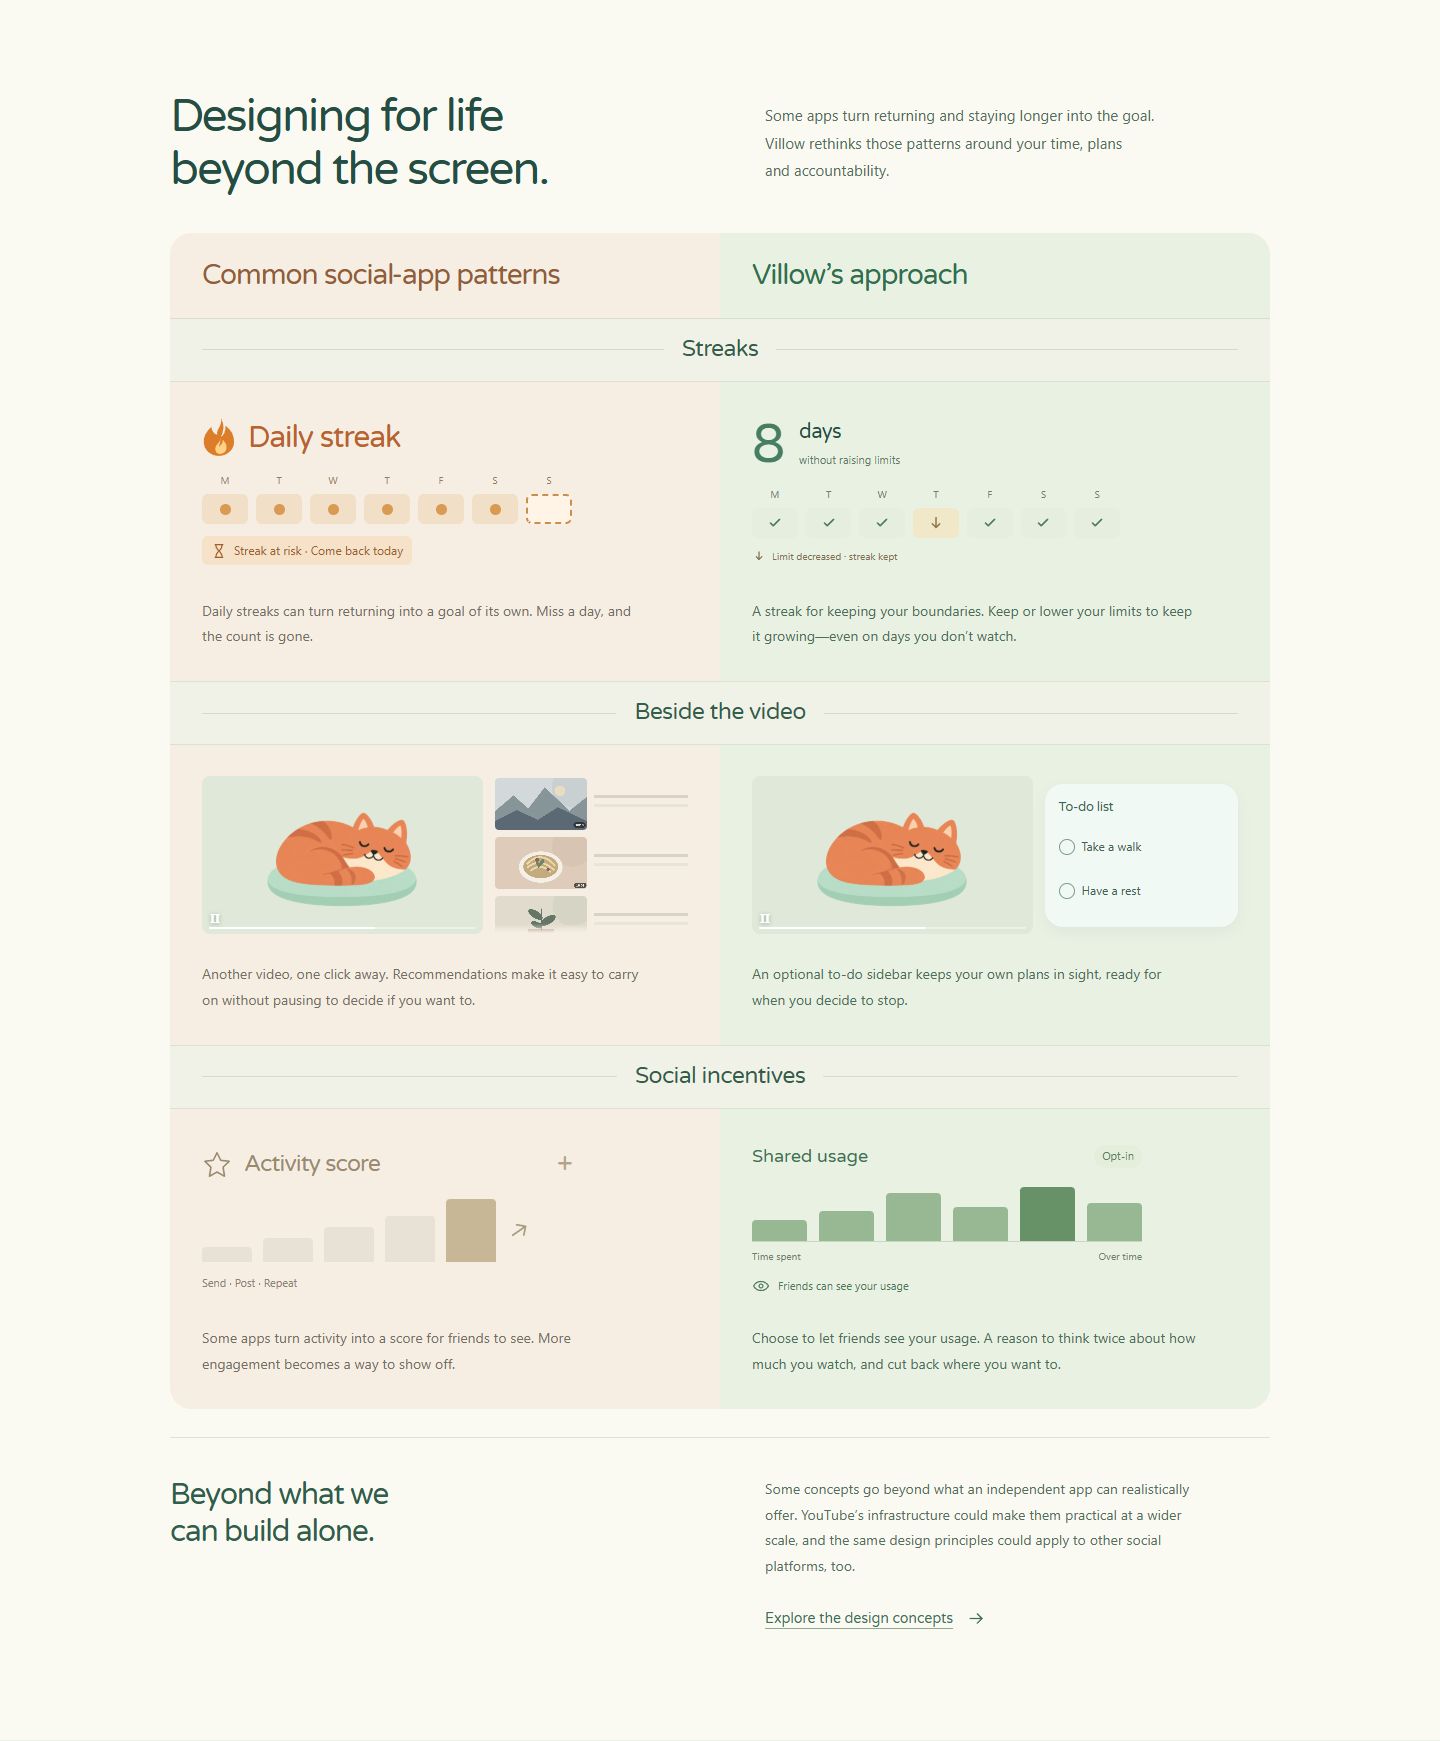 Designing for life
beyond the screen.
Some apps turn returning and staying longer into the goal.
Villow rethinks those patterns around your time, plans
and accountability.
Common social-app patterns
Villow’s approach
Streaks
Daily streak
M T W T F S S
Streak at risk · Come back today
Daily streaks can turn returning into a goal of its own. Miss a day, and
the count is gone.
8 days
without raising limits
M T W T F S S
Limit decreased · streak kept
A streak for keeping your boundaries. Keep or lower your limits to keep
it growing—even on days you don’t watch.
Beside the video
Another video, one click away. Recommendations make it easy to carry
on without pausing to decide if you want to.
To-do list
Take a walk
Have a rest
An optional to-do sidebar keeps your own plans in sight, ready for
when you decide to stop.
Social incentives
Activity score
+
Send · Post · Repeat
Some apps turn activity into a score for friends to see. More
engagement becomes a way to show off.
Shared usage
Opt-in
Time spent
Over time
Friends can see your usage
Choose to let friends see your usage. A reason to think twice about how
much you watch, and cut back where you want to.
Beyond what we
can build alone.
Some concepts go beyond what an independent app can realistically
offer. YouTube’s infrastructure could make them practical at a wider
scale, and the same design principles could apply to other social
platforms, too.
Explore the design concepts